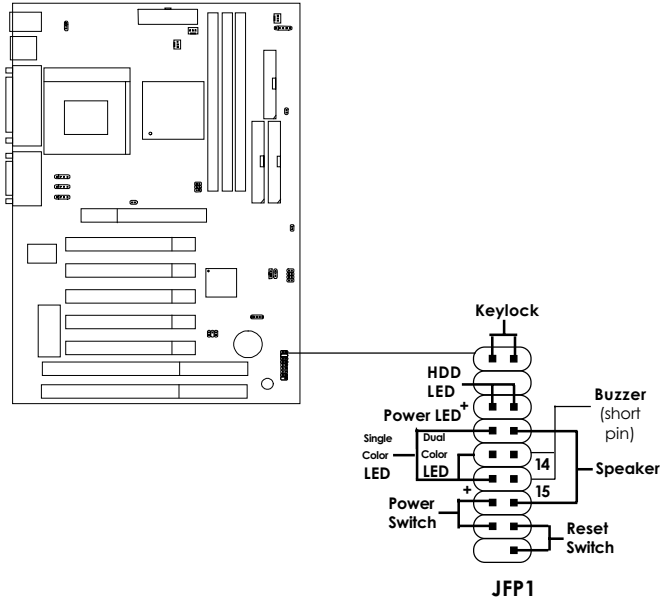 Keylock
HDD
LED
+
Power LED
Buzzer
(short
pin)
Single
Color
LED
Dual
Color
LED
14
15
Speaker
+
Power
Switch
Reset
Switch
JFP1